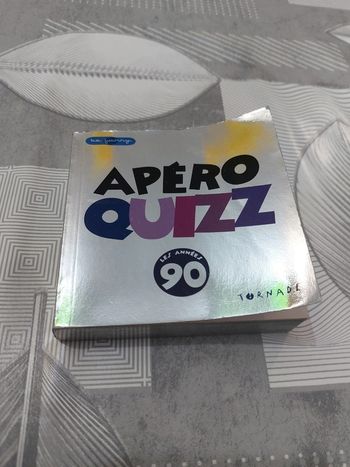 APÉRO
QUIZZ
LES ANNÉES
90
TORNADE